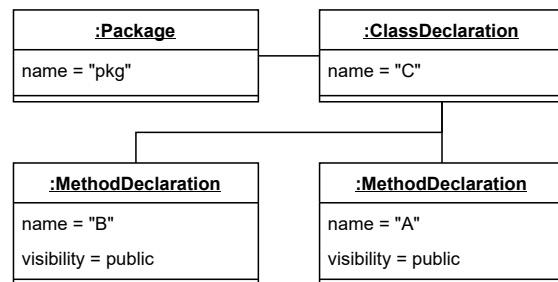 :Package
name = "pkg"
:ClassDeclaration
name = "C"
:MethodDeclaration
name = "B"
visibility = public
:MethodDeclaration
name = "A"
visibility = public